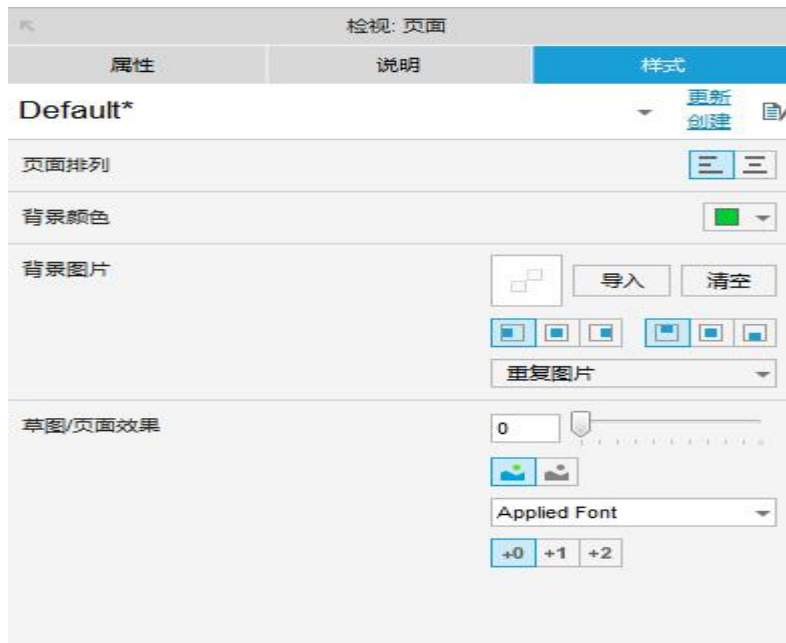 检视: 页面
属性 说明 样式
Default* 更新
创建
页面排列
背景颜色
背景图片 导入 清空
重复图片
草图/页面效果 0
Applied Font
+0 +1 +2